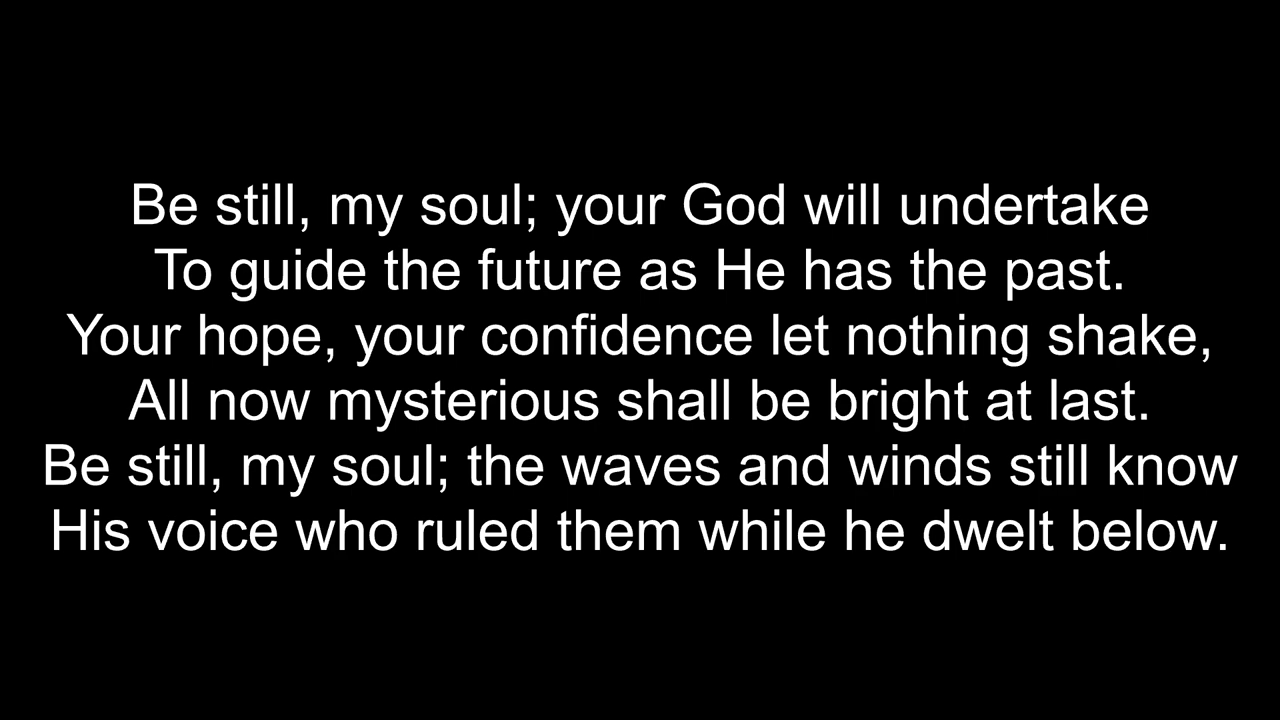 Be still, my soul; your God will undertake
To guide the future as He has the past.
Your hope, your confidence let nothing shake,
All now mysterious shall be bright at last.
Be still, my soul; the waves and winds still know
His voice who ruled them while he dwelt below.